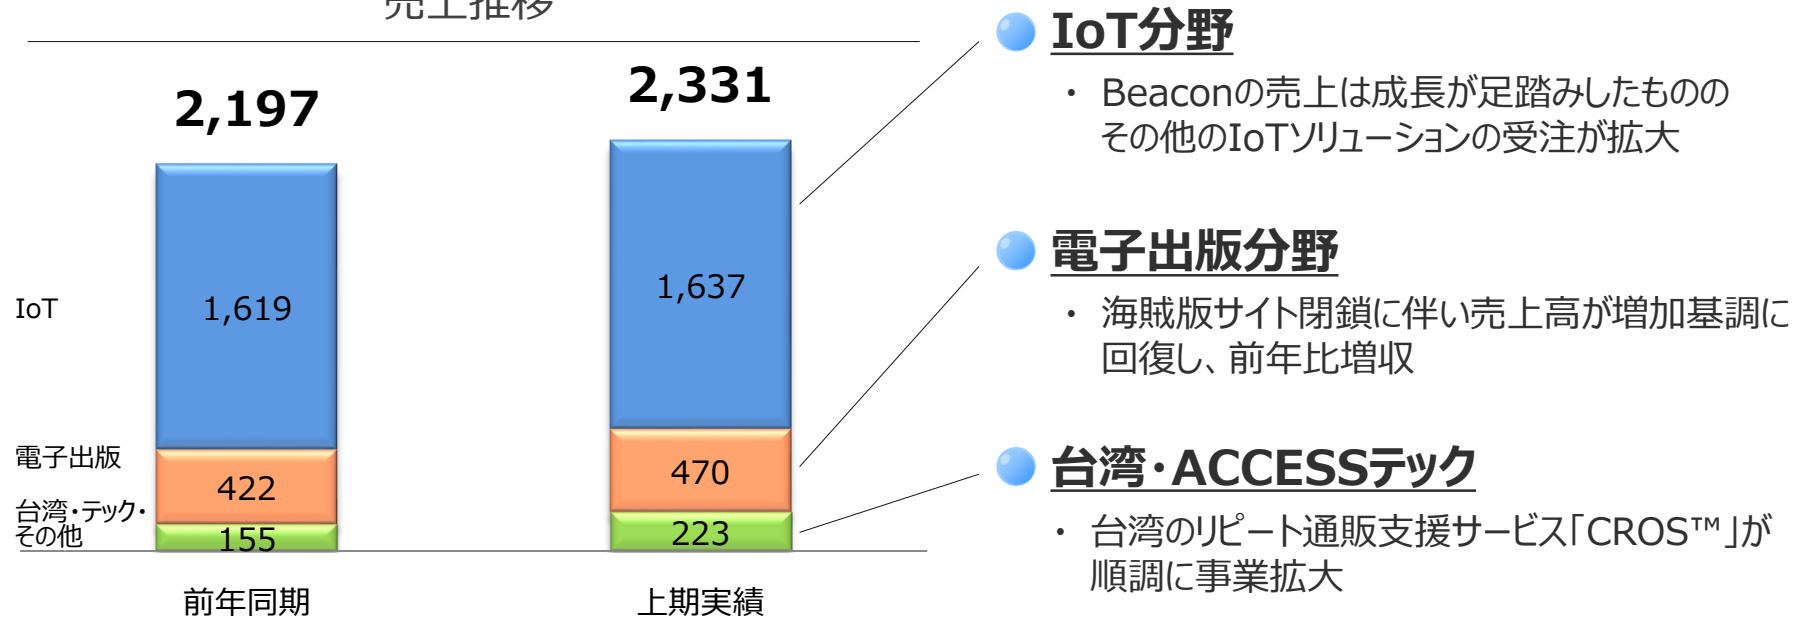 売上推移
2,197
2,331
IoT
1,619
1,637
電子出版
422
470
台湾・テック・
その他
155
223
前年同期
上期実績
IoT分野
・ Beaconの売上は成長が足踏みしたものの
その他のIoTソリューションの受注が拡大
電子出版分野
・ 海賊版サイト閉鎖に伴い売上高が増加基調に
回復し、前年比増収
台湾・ACCESSテック
・ 台湾のリピート通販支援サービス「CROS™」が
順調に事業拡大